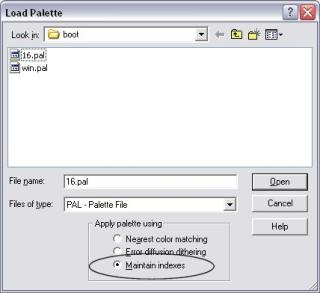 Load Palette
Look in: boot
16.pal
win.pal
File name: 16.pal Open
Files of type: PAL - Palette File Cancel
Help
Apply palette using
Nearest color matching
Error diffusion dithering
Maintain indexes